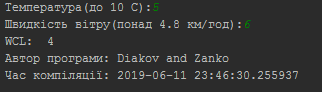 Температура(до 10 С):5
Швидкість вітру(понад 4.8 км/год):6
WCL:  4
Автор програми: Diakov and Zanko
Час компіляції: 2019-06-11 23:46:30.255937